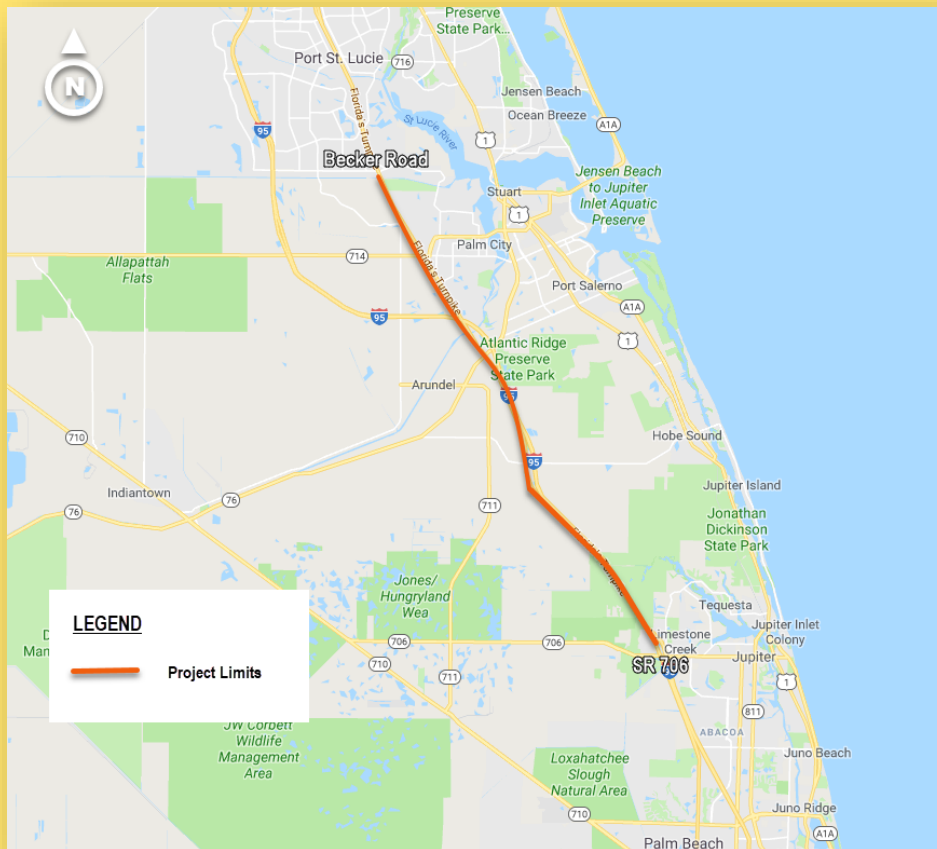 Preserve
State Park...
N
Port St. Lucie
716
Jensen Beach
Florida's Turnpike
St Lucie River
Ocean Breeze
95
1
A1A
Becker Road
Jensen Beach
to Jupiter
Inlet Aquatic
Preserve
Stuart
1
Palm City
714
Allapattah
Flats
Florida's Turnpike
Port Salerno
95
A1A
1
Atlantic Ridge
Preserve
State Park
Arundel
95
710
Hobe Sound
95
Indiantown
76
76
711
Jupiter Island
Jonathan
Dickinson
State Park
Florida's Turnpike
Jones/
Hungryland
Wea
Tequesta
LEGEND
Project Limits
Jupiter Inlet
Colony
706
706
Limestone
Creek
Jupiter
710
711
SR 706
1
811
JW Corbett
Wildlife
Management
Area
ABACOA
Juno Beach
Loxahatchee
Slough
Natural Area
710
Juno Ridge
A1A
Palm Beach